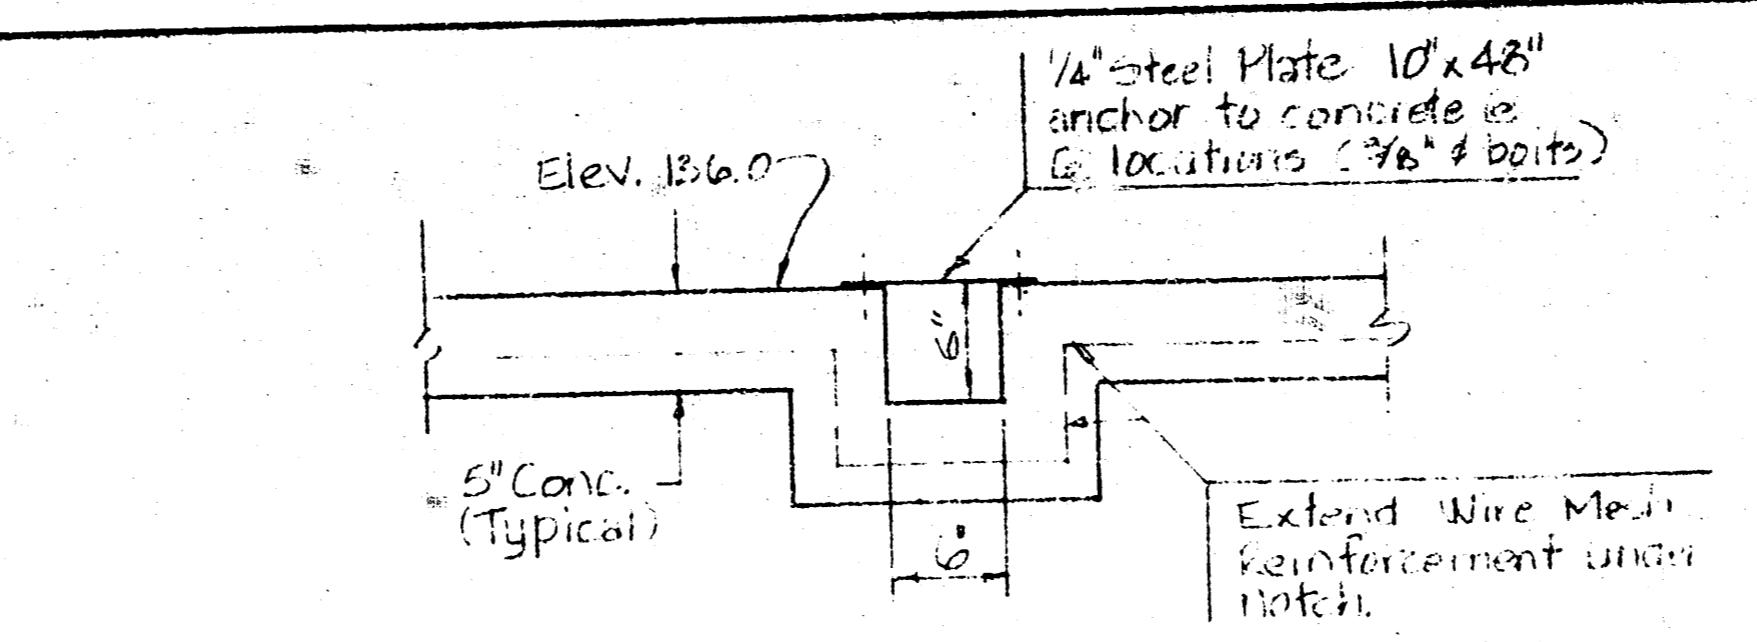 1/4" Steel Plate 10"x48"
anchor to concrete @
6 locations (3/8" ϕ bolts)
Elev. 136.0
6"
5" Conc.
(Typical)
6"
Extend Wire Mesh
Reinforcement under
notch.